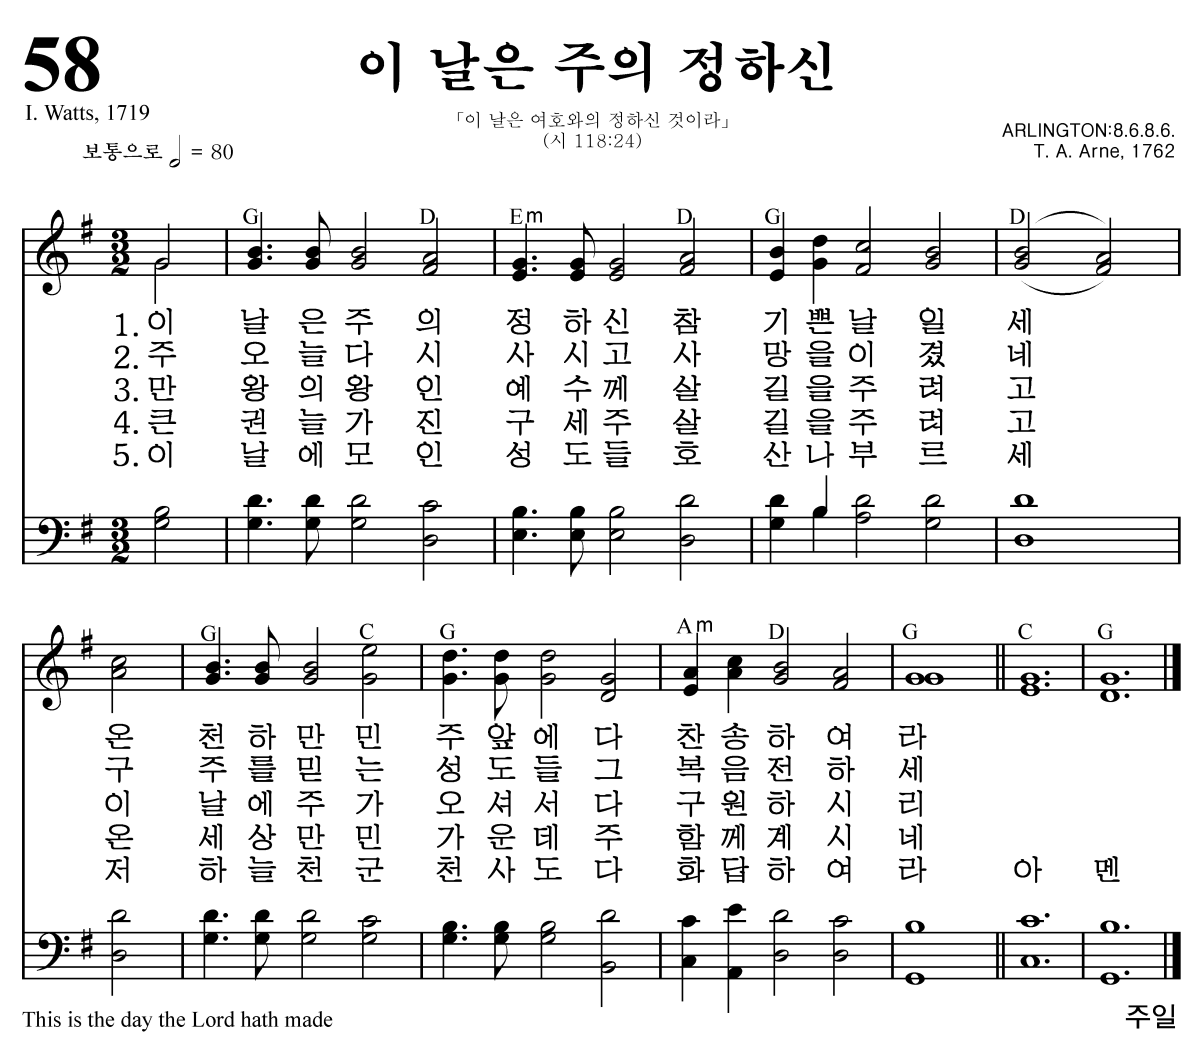 58
이 날은 주의 정하신
I. Watts, 1719
「이 날은 여호와의 정하신 것이라」
(시 118:24)
ARLINGTON:8.6.8.6.
T. A. Arne, 1762
보통으로 = 80
G D Em D G D
3
2
1.이 날 은 주 의 정 하 신 참 기 쁜 날 일 세
2.주 오 늘 다 시 사 시 고 사 망 을 이 겼 네
3.만 왕 의 왕 인 예 수 께 살 길 을 주 려 고
4.큰 권 늘 가 진 구 세 주 살 길 을 주 려 고
5.이 날 에 모 인 성 도 들 호 산 나 부 르 세
3
2
G C G Am D G C G
온 천 하 만 민 주 앞 에 다 찬 송 하 여 라
구 주 를 믿 는 성 도 들 그 복 음 전 하 세
이 날 에 주 가 오 셔 서 다 구 원 하 시 리
온 세 상 만 민 가 운 데 주 함 께 계 시 네
저 하 늘 천 군 천 사 도 다 화 답 하 여 라 아 멘
This is the day the Lord hath made
주일